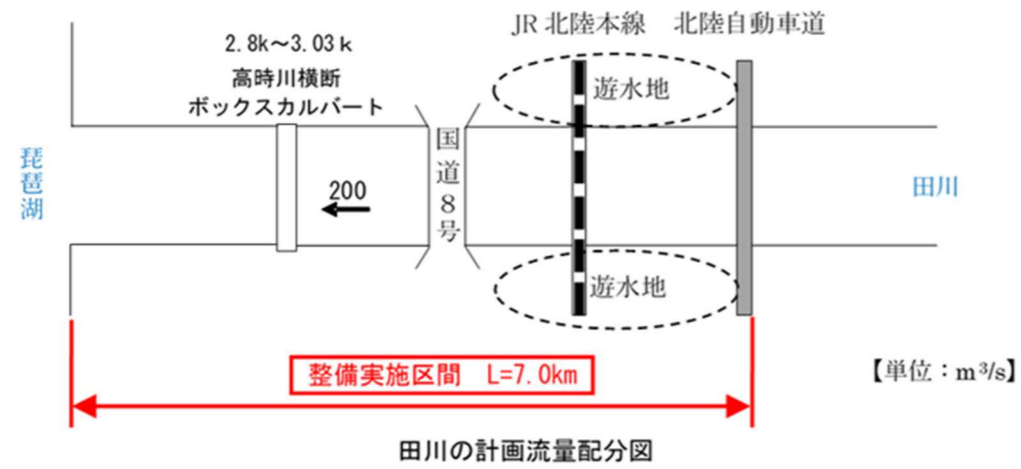 JR 北陸本線 北陸自動車道
2.8k～3.03k
高時川横断
ボックスカルバート
遊水地
国道8号
琵琶湖
200
田川
遊水地
整備実施区間 L=7.0km
【単位：m³/s】
田川の計画流量配分図